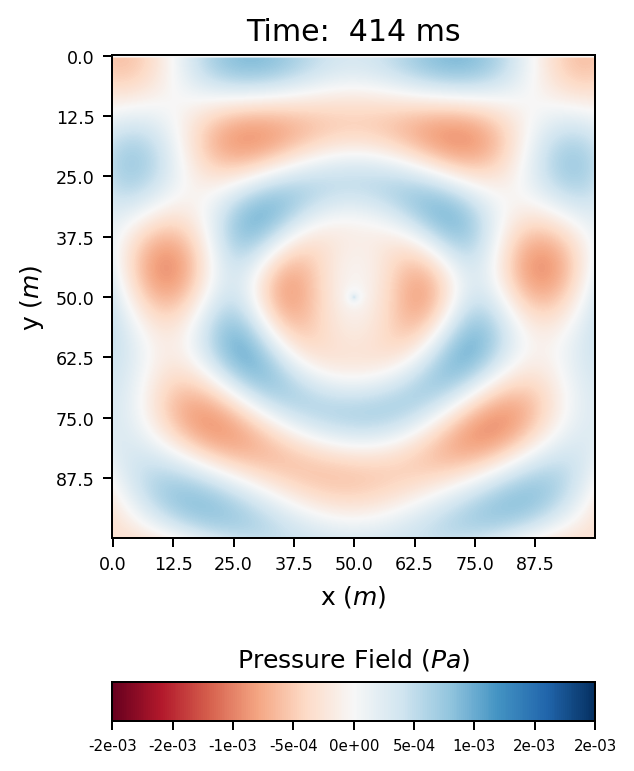 Time:  414 ms
0.0
12.5
25.0
37.5
50.0
62.5
75.0
87.5
y (m)
0.0 12.5 25.0 37.5 50.0 62.5 75.0 87.5
x (m)
Pressure Field (Pa)
-2e-03 -2e-03 -1e-03 -5e-04 0e+00 5e-04 1e-03 2e-03 2e-03